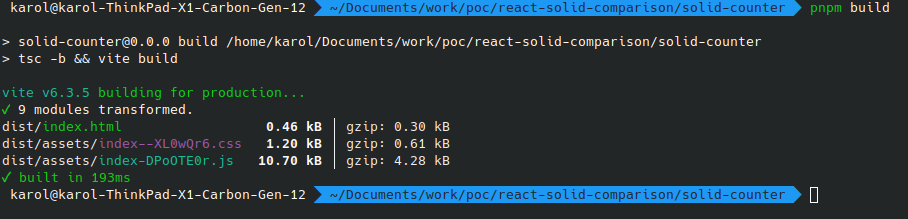 karol@karol-ThinkPad-X1-Carbon-Gen-12 ~/Documents/work/poc/react-solid-comparison/solid-counter pnpm build
> solid-counter@0.0.0 build /home/karol/Documents/work/poc/react-solid-comparison/solid-counter
> tsc -b && vite build
vite v6.3.5 building for production...
✓ 9 modules transformed.
dist/index.html 0.46 kB │ gzip: 0.30 kB
dist/assets/index--XL0wQr6.css 1.20 kB │ gzip: 0.61 kB
dist/assets/index-DPoOTE0r.js 10.70 kB │ gzip: 4.28 kB
✓ built in 193ms
karol@karol-ThinkPad-X1-Carbon-Gen-12 ~/Documents/work/poc/react-solid-comparison/solid-counter